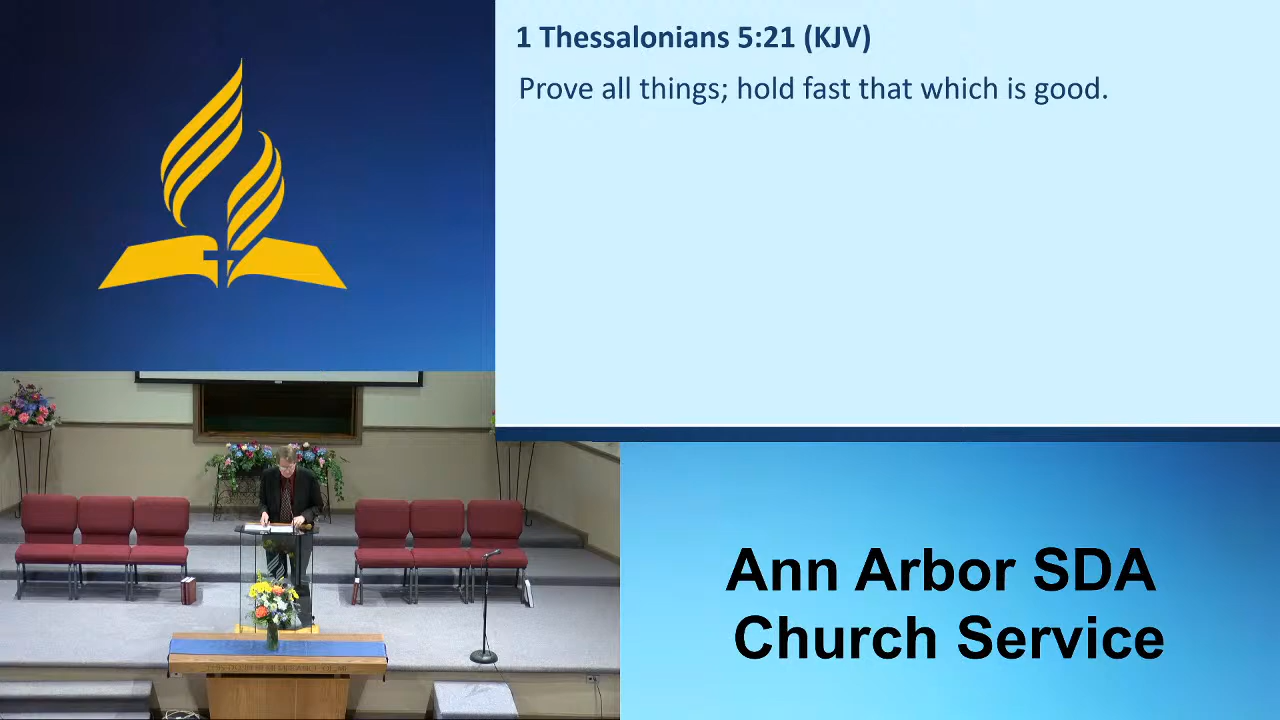 1 Thessalonians 5:21 (KJV)
Prove all things; hold fast that which is good.
Ann Arbor SDA
Church Service